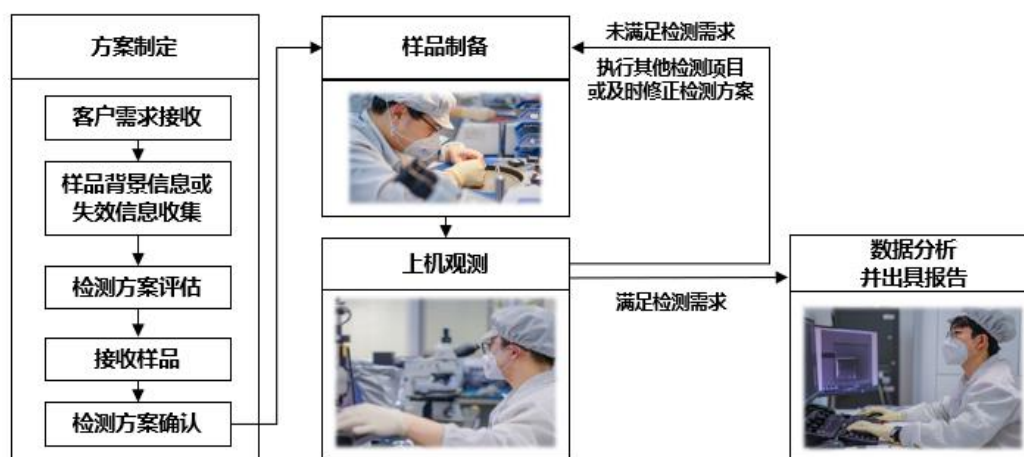 方案制定
客户需求接收
样品背景信息或
失效信息收集
检测方案评估
接收样品
检测方案确认
样品制备
上机观测
未满足检测需求
执行其他检测项目
或及时修正检测方案
满足检测需求
数据分析
并出具报告